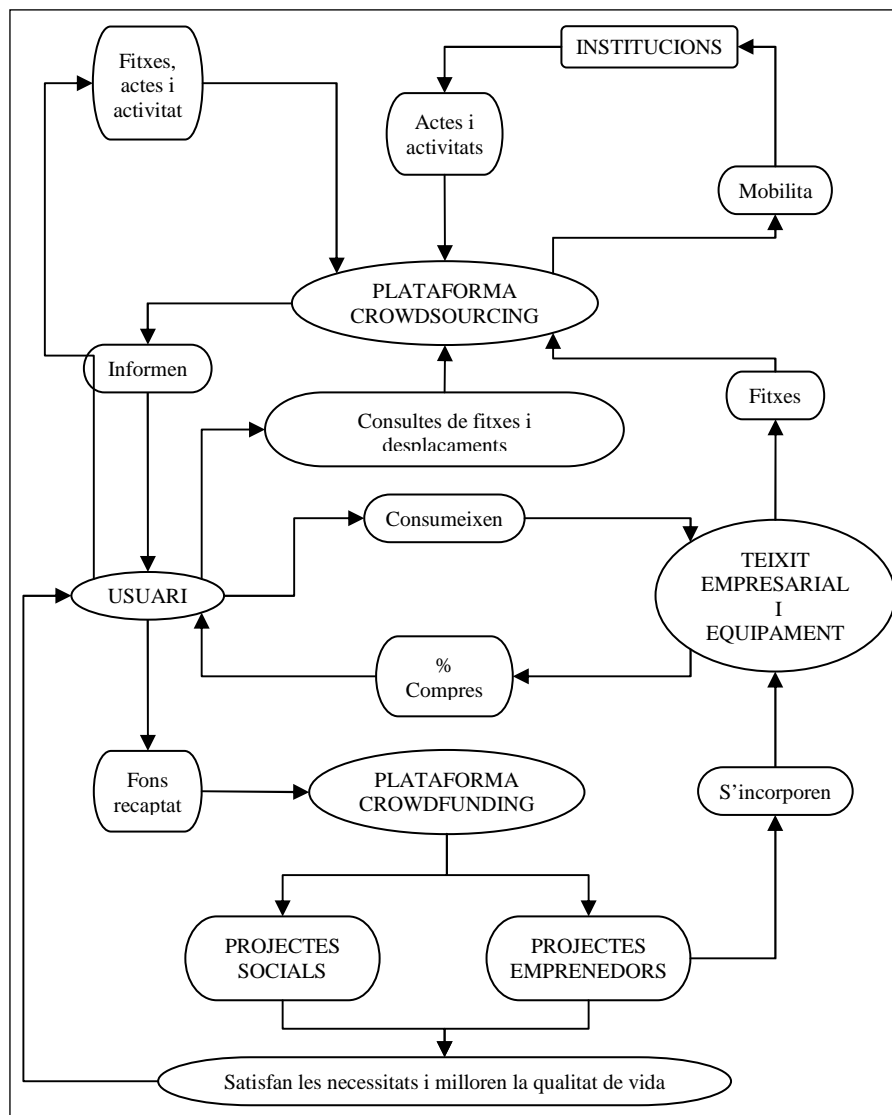 INSTITUCIONS
Fitxes,
actes i
activitat
Actes i
activitats
Mobilita
PLATAFORMA
CROWDSOURCING
Informen
Fitxes
Consultes de fitxes i
desplacaments
Consumeixen
TEIXIT
EMPRESARIAL
I
EQUIPAMENT
USUARI
%
Compres
Fons
recaptat
PLATAFORMA
CROWDFUNDING
S’incorporen
PROJECTES
SOCIALS
PROJECTES
EMPRENEDORS
Satisfan les necessitats i milloren la qualitat de vida